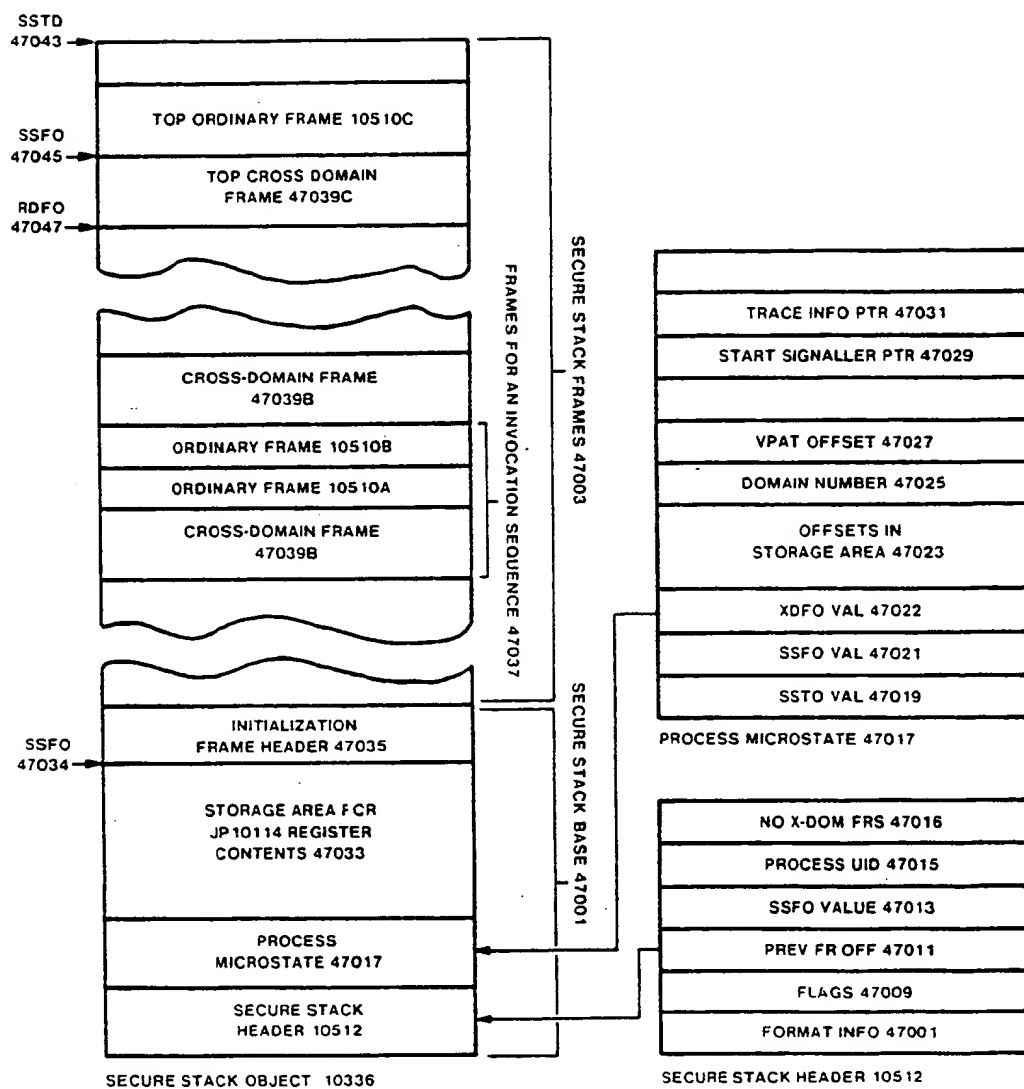 SSTD
47043
TOP ORDINARY FRAME 10510C
SSFO
47045
TOP CROSS DOMAIN
FRAME 47039C
RDFO
47047
CROSS-DOMAIN FRAME
47039B
ORDINARY FRAME 10510B
ORDINARY FRAME 10510A
CROSS-DOMAIN FRAME
47039B
FRAMES FOR AN INVOCATION SEQUENCE 47037
SECURE STACK FRAMES 47003
INITIALIZATION
FRAME HEADER 47035
SSFO
47034
STORAGE AREA FCR
JP10114 REGISTER
CONTENTS 47033
PROCESS
MICROSTATE 47017
SECURE STACK
HEADER 10512
SECURE STACK BASE 47001
SECURE STACK OBJECT 10336
TRACE INFO PTR 47031
START SIGNALLER PTR 47029
VPAT OFFSET 47027
DOMAIN NUMBER 47025
OFFSETS IN
STORAGE AREA 47023
XDFO VAL 47022
SSFO VAL 47021
SSTO VAL 47019
PROCESS MICROSTATE 47017
NO X-DOM FRS 47016
PROCESS UID 47015
SSFO VALUE 47013
PREV FR OFF 47011
FLAGS 47009
FORMAT INFO 47001
SECURE STACK HEADER 10512